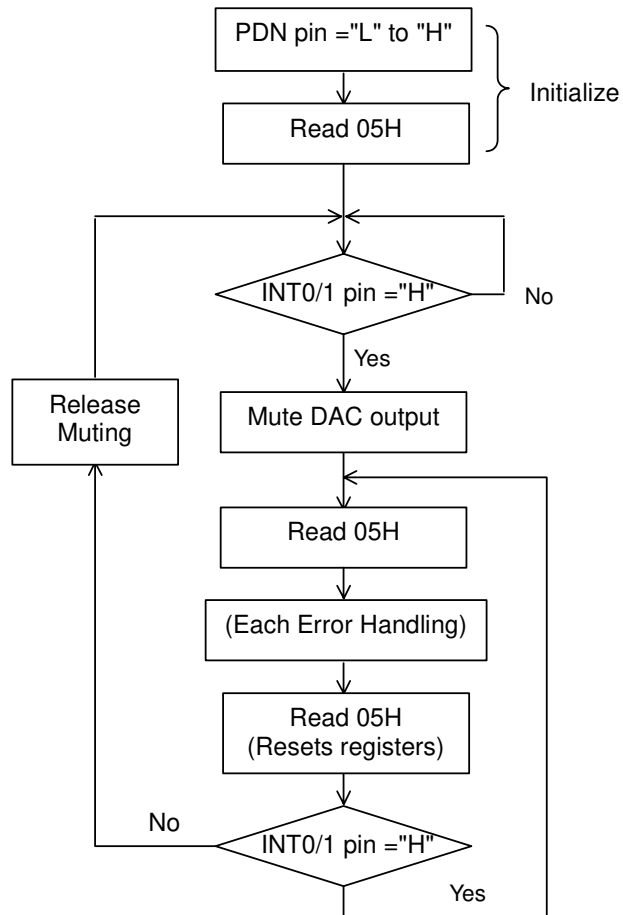 PDN pin ="L" to "H"
Initialize
Read 05H
INT0/1 pin ="H"
No
Yes
Release
Muting
Mute DAC output
Read 05H
(Each Error Handling)
Read 05H
(Resets registers)
No
INT0/1 pin ="H"
Yes